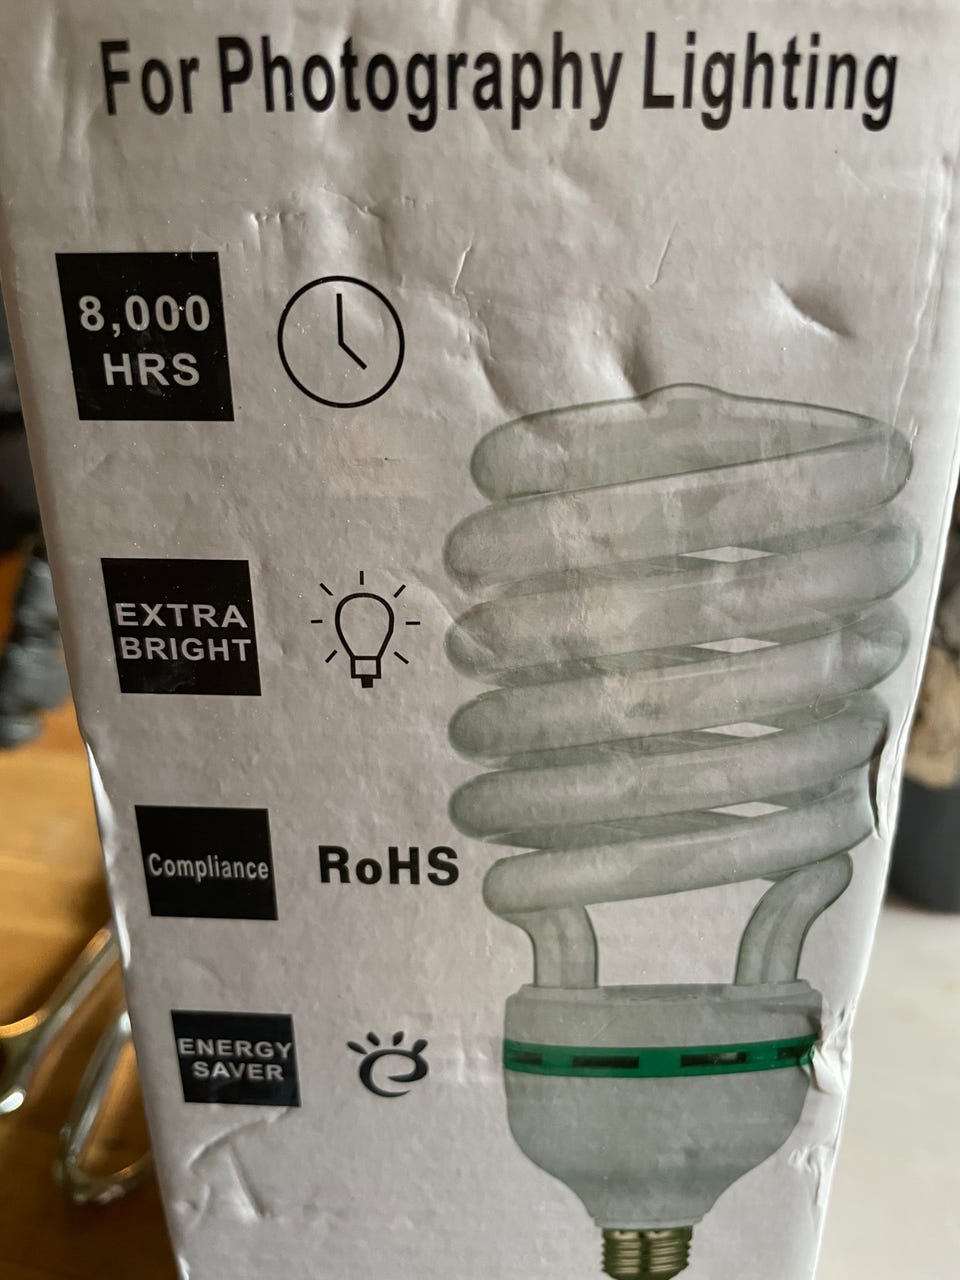 For Photography Lighting
8,000
HRS
EXTRA
BRIGHT
Compliance
RoHS
ENERGY
SAVER
e